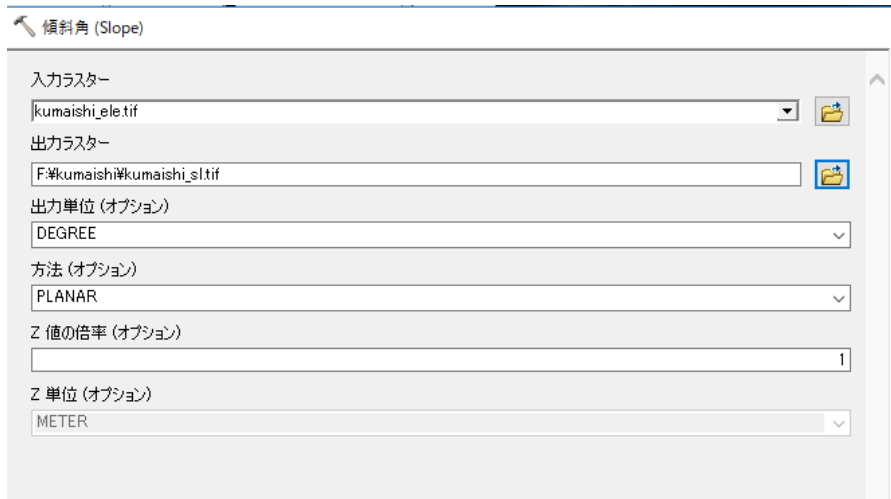 傾斜角 (Slope)
入力ラスター
kumaishi_ele.tif
出力ラスター
F:¥kumaishi¥kumaishi_sl.tif
出力単位 (オプション)
DEGREE
方法 (オプション)
PLANAR
Z 値の倍率 (オプション)
1
Z 単位 (オプション)
METER